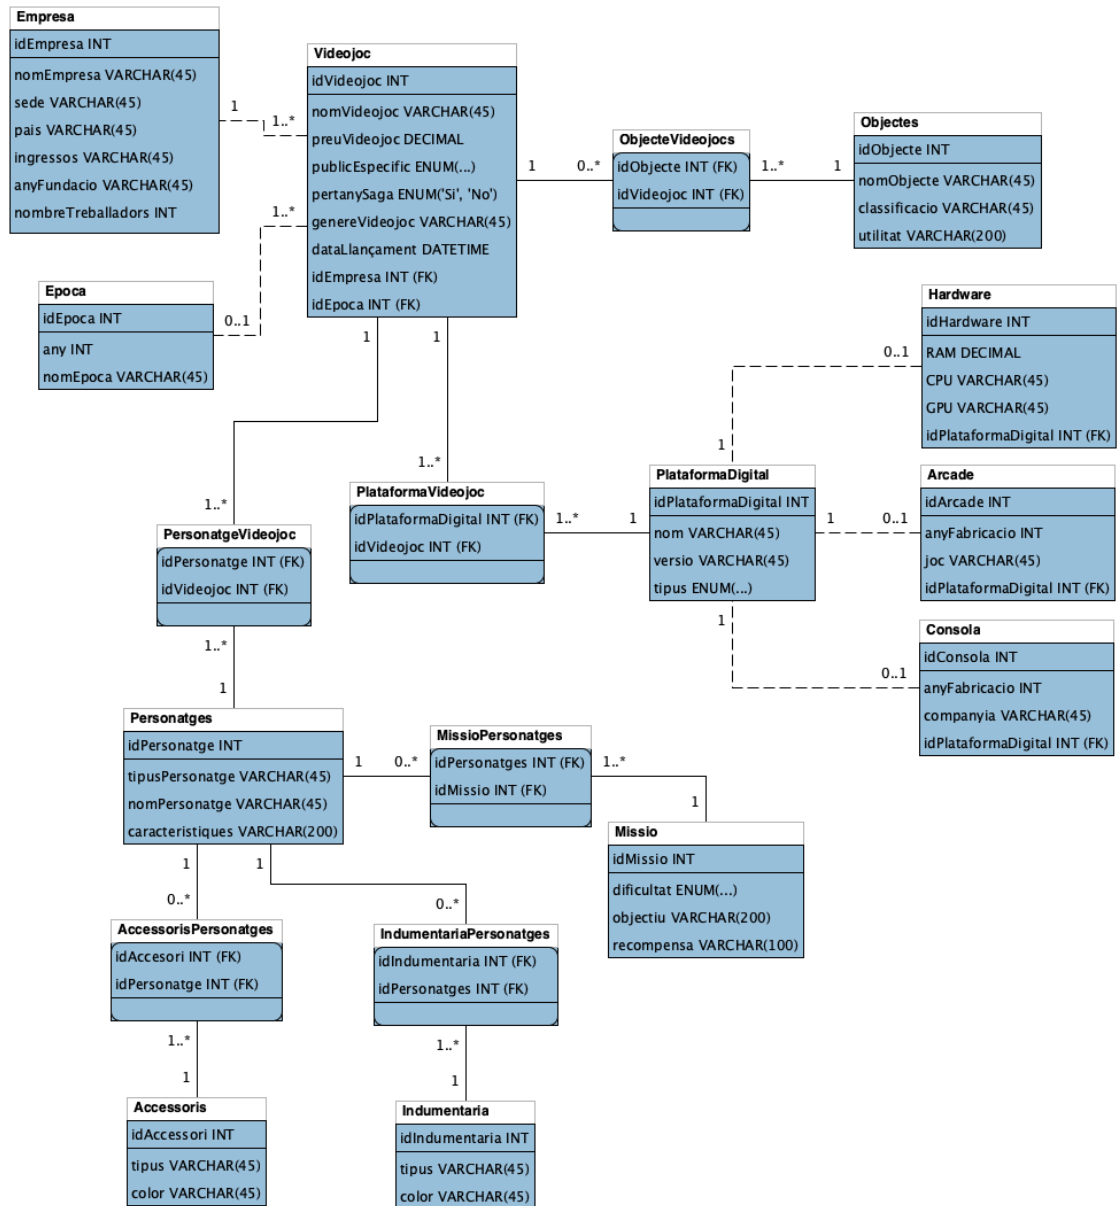 Empresa
idEmpresa INT
nomEmpresa VARCHAR(45)
sede VARCHAR(45)
pais VARCHAR(45)
ingressos VARCHAR(45)
anyFundacio VARCHAR(45)
nombreTreballadors INT
1
1..*
Videojoc
idVideojoc INT
nomVideojoc VARCHAR(45)
preuVideojoc DECIMAL
publicEspecific ENUM(...)
pertanySaga ENUM('Si', 'No')
genereVideojoc VARCHAR(45)
dataLlançament DATETIME
idEmpresa INT (FK)
idEpoca INT (FK)
1
0..*
ObjecteVideojocs
idObjecte INT (FK)
idVideojoc INT (FK)
1..*
1
Objectes
idObjecte INT
nomObjecte VARCHAR(45)
classificacio VARCHAR(45)
utilitat VARCHAR(200)
1..*
0..1
Epoca
idEpoca INT
any INT
nomEpoca VARCHAR(45)
1
1
Hardware
idHardware INT
RAM DECIMAL
CPU VARCHAR(45)
GPU VARCHAR(45)
idPlataformaDigital INT (FK)
0..1
1
1..*
1..*
PlataformaVideojoc
idPlataformaDigital INT (FK)
idVideojoc INT (FK)
1..*
1
PlataformaDigital
idPlataformaDigital INT
nom VARCHAR(45)
versio VARCHAR(45)
tipus ENUM(...)
1
0..1
Arcade
idArcade INT
anyFabricacio INT
joc VARCHAR(45)
idPlataformaDigital INT (FK)
PersonatgeVideojoc
idPersonatge INT (FK)
idVideojoc INT (FK)
1
0..1
Consola
idConsola INT
anyFabricacio INT
companyia VARCHAR(45)
idPlataformaDigital INT (FK)
1..*
1
Personatges
idPersonatge INT
tipusPersonatge VARCHAR(45)
nomPersonatge VARCHAR(45)
caracteristiques VARCHAR(200)
1
0..*
MissioPersonatges
idPersonatges INT (FK)
idMissio INT (FK)
1..*
1
Missio
idMissio INT
dificultat ENUM(...)
objectiu VARCHAR(200)
recompensa VARCHAR(100)
1
1
0..*
0..*
AccessorisPersonatges
idAccesori INT (FK)
idPersonatge INT (FK)
IndumentariaPersonatges
idIndumentaria INT (FK)
idPersonatges INT (FK)
1..*
1
1..*
1
Accessoris
idAccessori INT
tipus VARCHAR(45)
color VARCHAR(45)
Indumentaria
idIndumentaria INT
tipus VARCHAR(45)
color VARCHAR(45)